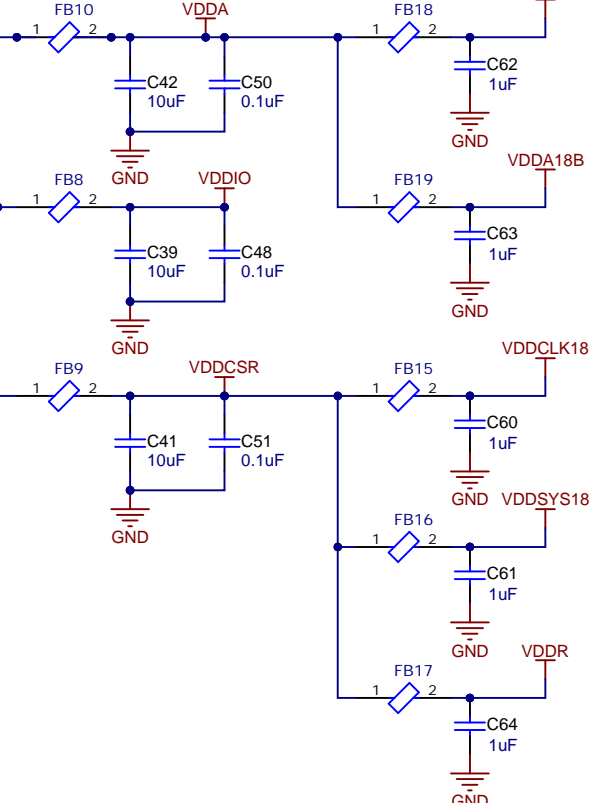 FB10
VDDA
FB18
1
2
1
2
C42
10uF
C50
0.1uF
C62
1uF
GND
GND
VDDA18B
FB8
VDDIO
FB19
1
2
1
2
C39
10uF
C48
0.1uF
C63
1uF
GND
GND
VDDCLK18
FB9
VDDCSR
FB15
1
2
1
2
C41
10uF
C51
0.1uF
C60
1uF
GND
GND
VDDSYS18
FB16
1
2
C61
1uF
GND
VDDR
FB17
1
2
C64
1uF
GND